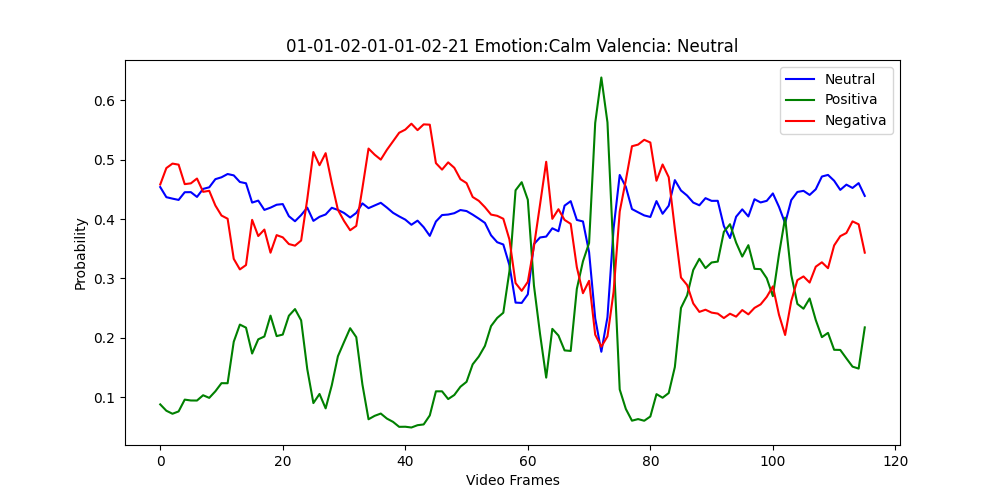 01-01-02-01-01-02-21 Emotion:Calm Valencia: Neutral
Neutral
Positiva
Negativa
Probability
0.6
0.5
0.4
0.3
0.2
0.1
0 20 40 60 80 100 120
Video Frames